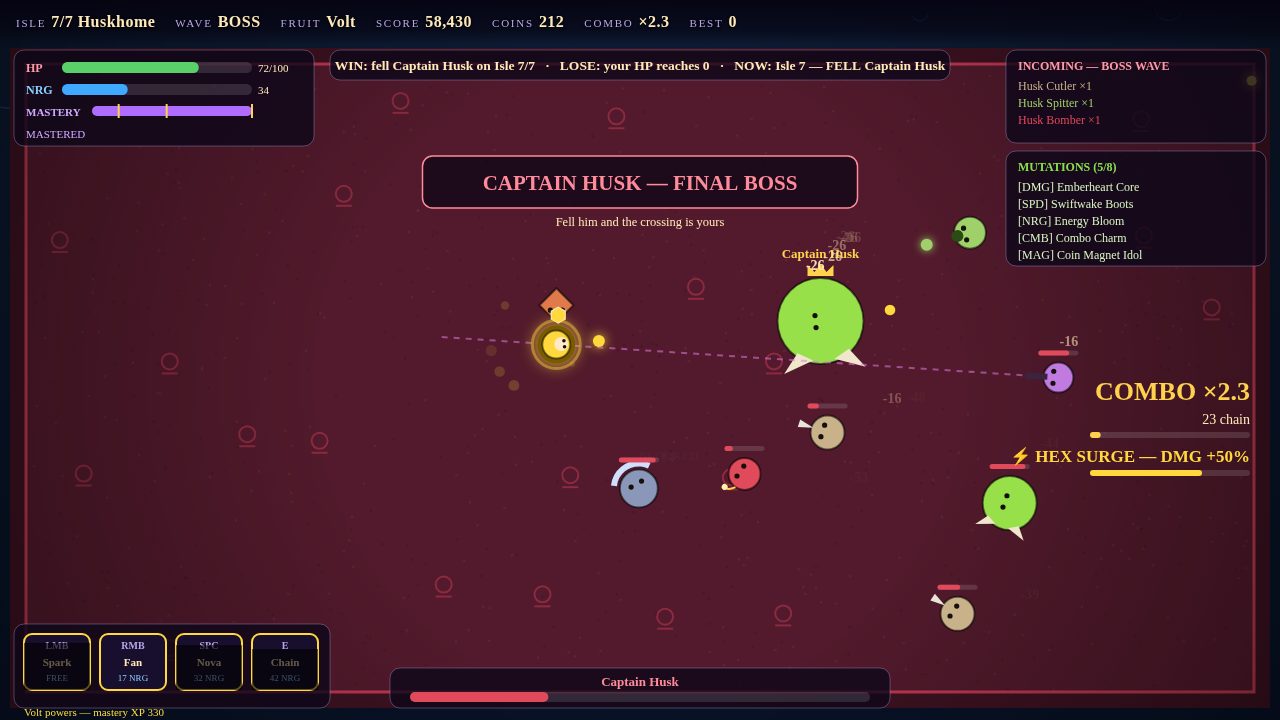 ISLE 7/7 Huskhome WAVE BOSS FRUIT Volt SCORE 58,430 COINS 212 COMBO ×2.3 BEST 0
HP 72/100
NRG 34
MASTERY
MASTERED
WIN: fell Captain Husk on Isle 7/7 · LOSE: your HP reaches 0 · NOW: Isle 7 — FELL Captain Husk
INCOMING — BOSS WAVE
Husk Cutler ×1
Husk Spitter ×1
Husk Bomber ×1
MUTATIONS (5/8)
[DMG] Emberheart Core
[SPD] Swiftwake Boots
[NRG] Energy Bloom
[CMB] Combo Charm
[MAG] Coin Magnet Idol
CAPTAIN HUSK — FINAL BOSS
Fell him and the crossing is yours
-26
Captain Husk
-26
-16
-16
COMBO ×2.3
23 chain
⚡ HEX SURGE — DMG +50%
LMB
Spark
FREE
RMB
Fan
17 NRG
SPC
Nova
32 NRG
E
Chain
42 NRG
Volt powers — mastery XP 330
Captain Husk